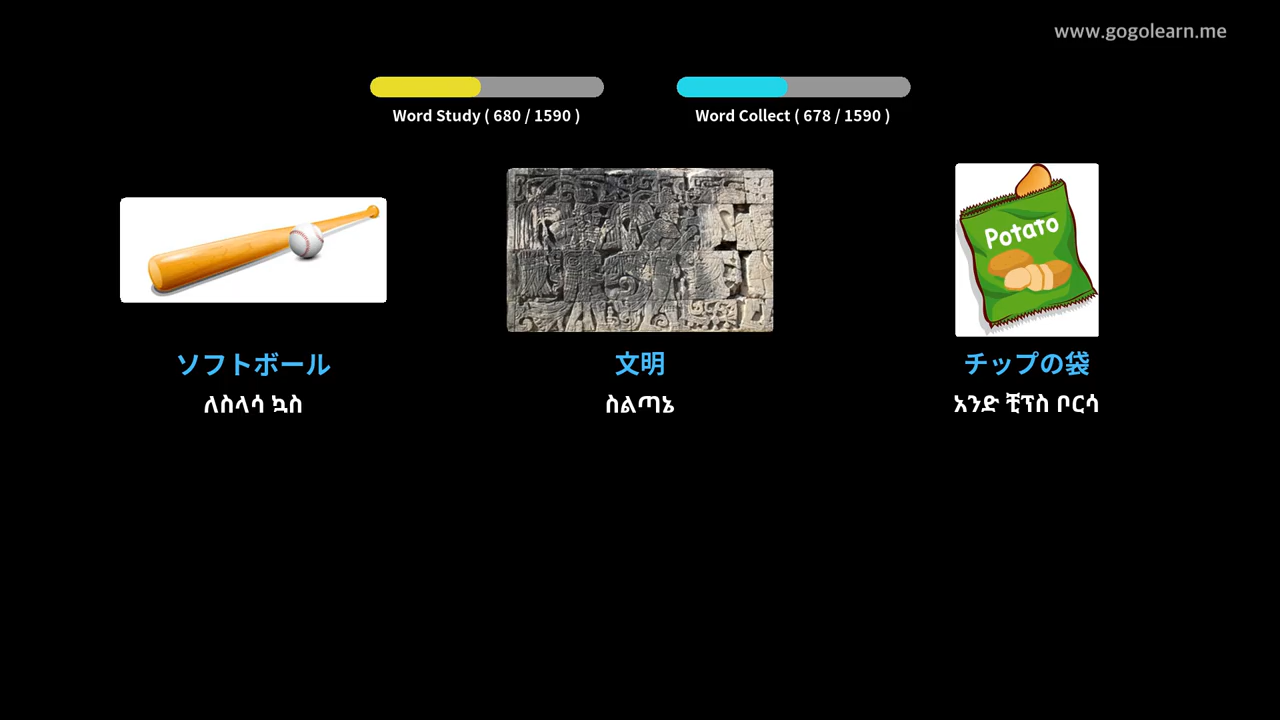 www.gogolearn.me
Word Study ( 680 / 1590 )
Word Collect ( 678 / 1590 )
Potato
ソフトボール
文明
チップの袋
ለስላሳ ኳስ
ስልጣኔ
አንድ ቺፕስ ቦርሳ